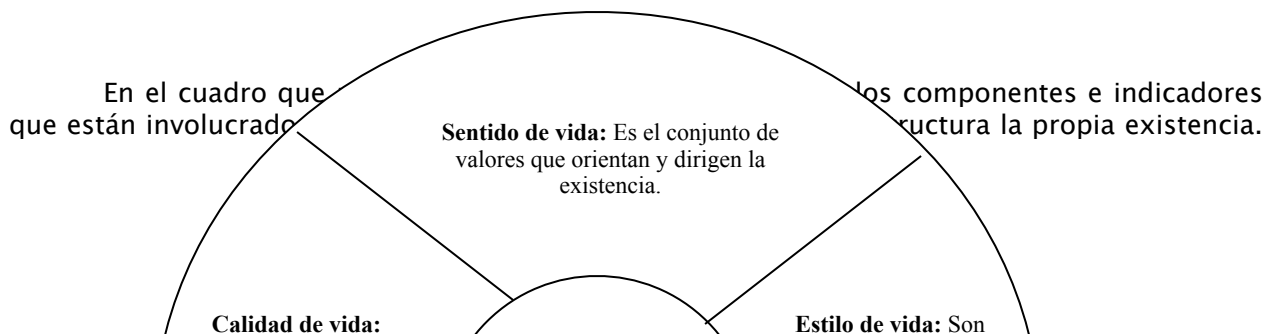 En el cuadro que los componentes e indicadores
que están involucrado ructura la propia existencia.
Sentido de vida: Es el conjunto de
valores que orientan y dirigen la
existencia.
Calidad de vida:
Estilo de vida: Son